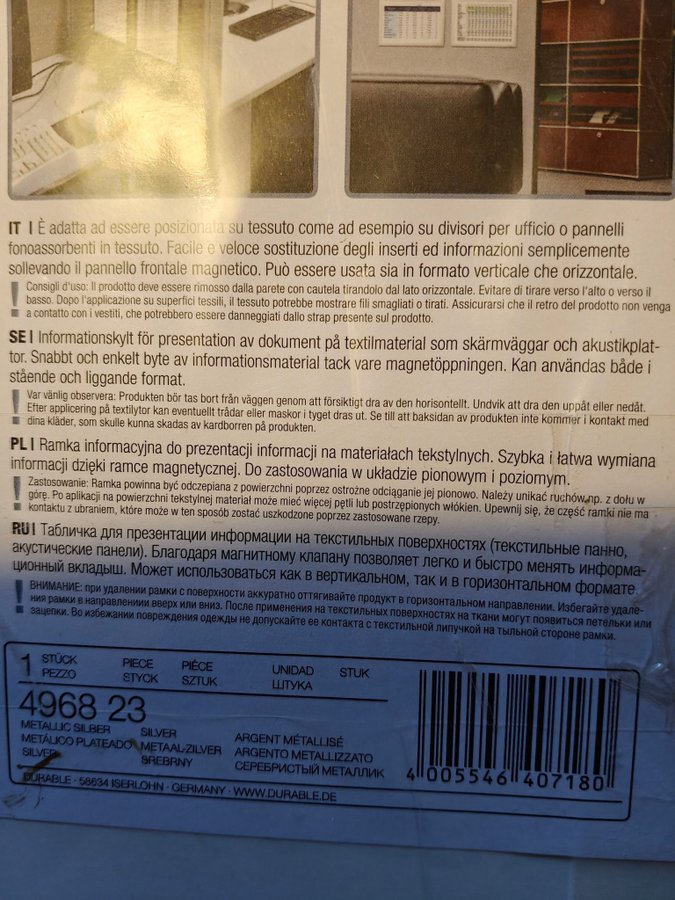 IT I È adatta ad essere posizionata su tessuto come ad esempio su divisori per ufficio o pannelli
fonoassorbenti in tessuto. Facile e veloce sostituzione degli inserti ed informazioni semplicemente
sollevando il pannello frontale magnetico. Può essere usata sia in formato verticale che orizzontale.
! Consigli d'uso: Il prodotto deve essere rimosso dalla parete con cautela tirandolo dal lato orizzontale. Evitare di tirare verso l'alto o verso il
basso. Dopo l'applicazione su superfici tessili, il tessuto potrebbe mostrare fili smagliati o tirati. Assicurarsi che il retro del prodotto non venga
a contatto con i vestiti, che potrebbero essere danneggiati dallo strap presente sul prodotto.
SE I Informationskylt för presentation av dokument på textilmaterial som skärmväggar och akustikplat-
tor. Snabbt och enkelt byte av informationsmaterial tack vare magnetöppningen. Kan användas både i
stående och liggande format.
! Var vänlig observera: Produkten bör tas bort från väggen genom att försiktigt dra av den horisontellt. Undvik att dra den uppåt eller nedåt.
Efter applicering på textilytor kan eventuellt trådar eller maskor i tyget dras ut. Se till att baksidan av produkten inte kommer i kontakt med
dina kläder, som skulle kunna skadas av kardborren på produkten.
PL I Ramka informacyjna do prezentacji informacji na materiałach tekstylnych. Szybka i łatwa wymiana
informacji dzięki ramce magnetycznej. Do zastosowania w układzie pionowym i poziomym.
! Zastosowanie: Ramka powinna być odczepiana z powierzchni poprzez ostrożne odciąganie jej pionowo. Należy unikać ruchów np. z dołu w
górę. Po aplikacji na powierzchni tekstylnej materiał może mieć więcej pętli lub postrzępionych włókien. Upewnij się, że część ramki nie ma
kontaktu z ubraniem, które może w ten sposób zostać uszkodzone poprzez zastosowane rzepy.
RU I Табличка для презентации информации на текстильных поверхностях (текстильные панно,
акустические панели). Благодаря магнитному клапану позволяет легко и быстро менять информа-
ционный вкладыш. Может использоваться как в вертикальном, так и в горизонтальном формате.
! ВНИМАНИЕ: при удалении рамки с поверхности аккуратно оттягивайте продукт в горизонтальном направлении. Избегайте удале-
ния рамки в направлениии вверх или вниз. После применения на текстильных поверхностях на ткани могут появиться петельки или
зацепки. Во избежании повреждения одежды не допускайте ее контакта с текстильной липучкой на тыльной стороне рамки.
1 STÜCK PIECE PIÈCE UNIDAD STUK
PEZZO STYCK SZTUK ШТУКА
4968 23
METALLIC SILBER SILVER ARGENT MÉTALLISÉ
METÁLICO PLATEADO METAAL-ZILVER ARGENTO METALLIZZATO
SILVER SREBRNY СЕРЕБРИСТЫЙ МЕТАЛЛИК
DURABLE · 58634 ISERLOHN · GERMANY · WWW.DURABLE.DE
4 005546 407180